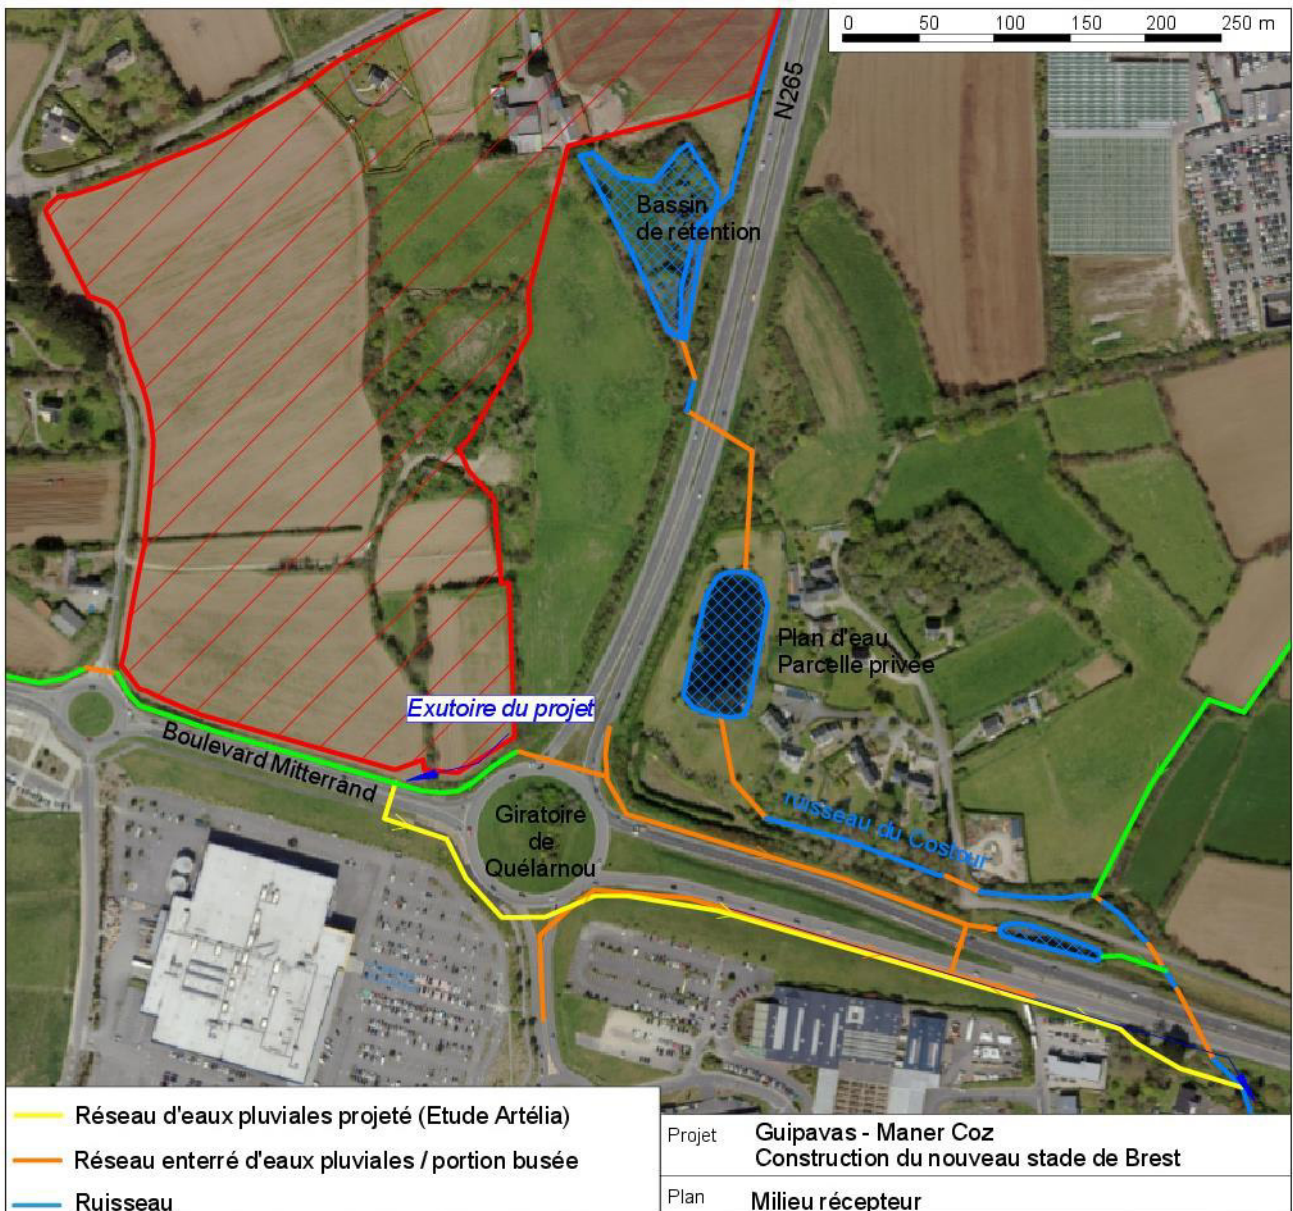 0 50 100 150 200 250 m
N265
Bassin
de rétention
Plan d'eau
Parcelle privée
Exutoire du projet
Boulevard Mitterrand
Giratoire
de
Quélarnou
ruisseau du Costour
Réseau d'eaux pluviales projeté (Etude Artélia)
Réseau enterré d'eaux pluviales / portion busée
Ruisseau
Projet Guipavas - Maner Coz
Construction du nouveau stade de Brest
Plan Milieu récepteur